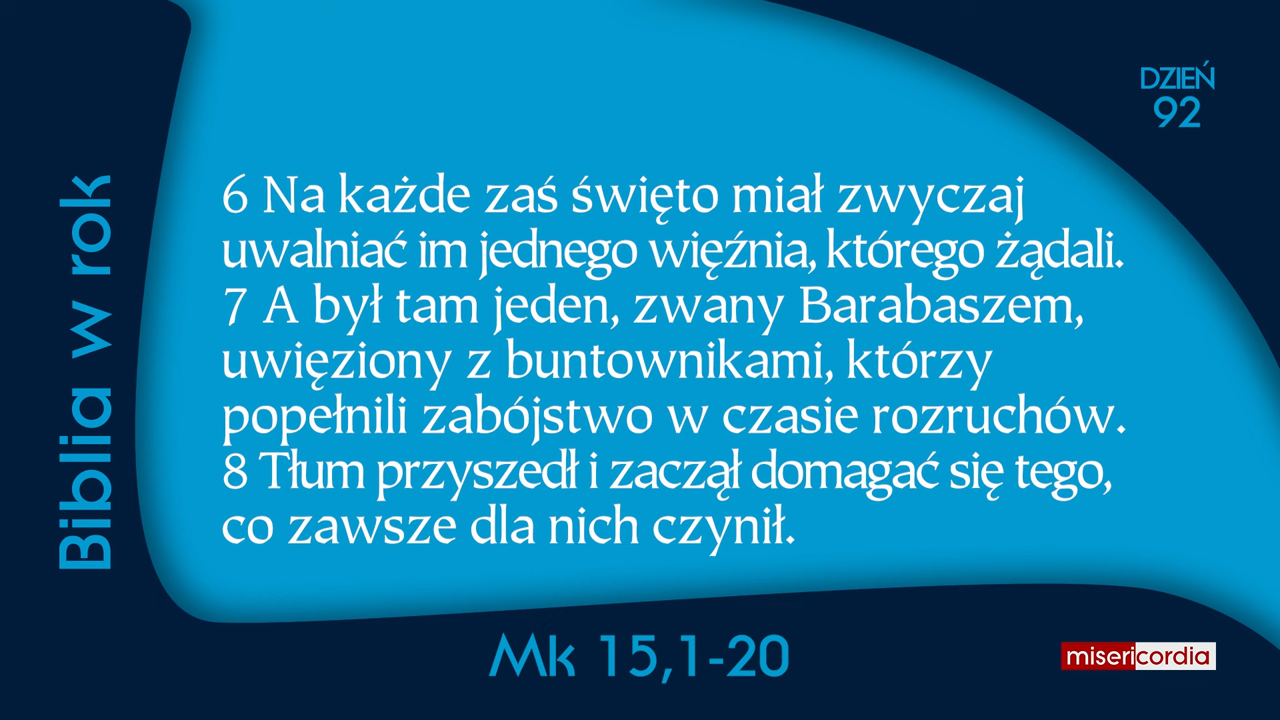 DZIEŃ
92
Biblia w rok
6 Na każde zaś święto miał zwyczaj
uwalniać im jednego więźnia, którego żądali.
7 A był tam jeden, zwany Barabaszem,
uwięziony z buntownikami, którzy
popełnili zabójstwo w czasie rozruchów.
8 Tłum przyszedł i zaczął domagać się tego,
co zawsze dla nich czynił.
Mk 15,1-20
misericordia